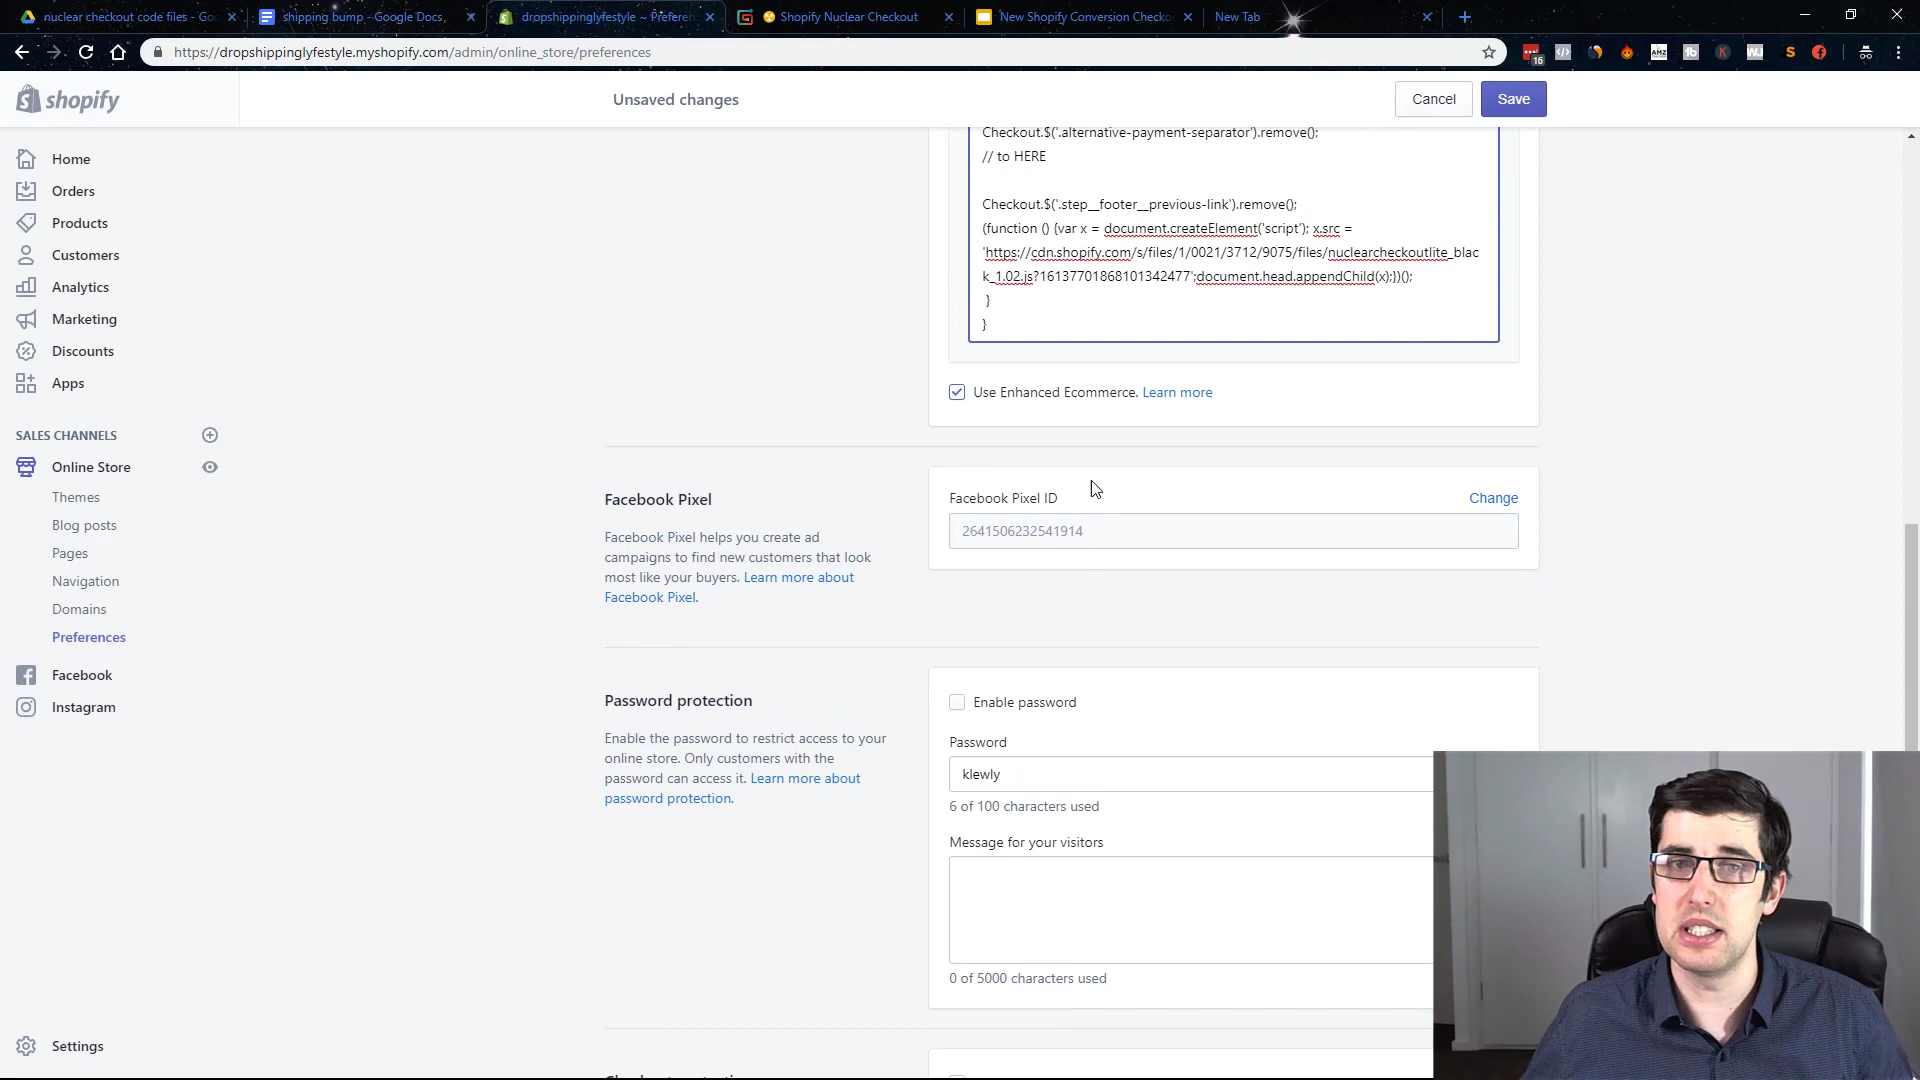 nuclear checkout code files - Goo
shipping bump - Google Docs
dropshippinglyfestyle ~ Preferen
Shopify Nuclear Checkout
New Shopify Conversion Checko
New Tab
https://dropshippinglyfestyle.myshopify.com/admin/online_store/preferences
16
AMZ
shopify
Unsaved changes
Cancel
Save
Home
Orders
Products
Customers
Analytics
Marketing
Discounts
Apps
SALES CHANNELS
Online Store
Themes
Blog posts
Pages
Navigation
Domains
Preferences
Facebook
Instagram
Settings
Checkout.$('.alternative-payment-separator').remove();
// to HERE
Checkout.$('.step__footer__previous-link').remove();
(function () {var x = document.createElement('script'); x.src =
'https://cdn.shopify.com/s/files/1/0021/3712/9075/files/nuclearcheckoutlite_blac
k_1.02.js?16137701868101342477';document.head.appendChild(x);})();
}
}
Use Enhanced Ecommerce. Learn more
Facebook Pixel
Facebook Pixel helps you create ad
campaigns to find new customers that look
most like your buyers. Learn more about
Facebook Pixel.
Facebook Pixel ID
Change
2641506232541914
Password protection
Enable the password to restrict access to your
online store. Only customers with the
password can access it. Learn more about
password protection.
Enable password
Password
klewly
6 of 100 characters used
Message for your visitors
0 of 5000 characters used